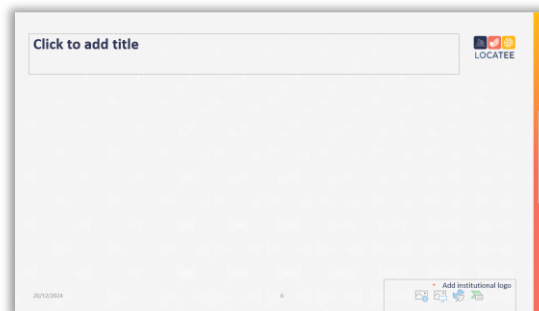 Click to add title
LOCATEE
Add institutional logo
20/12/2024
6